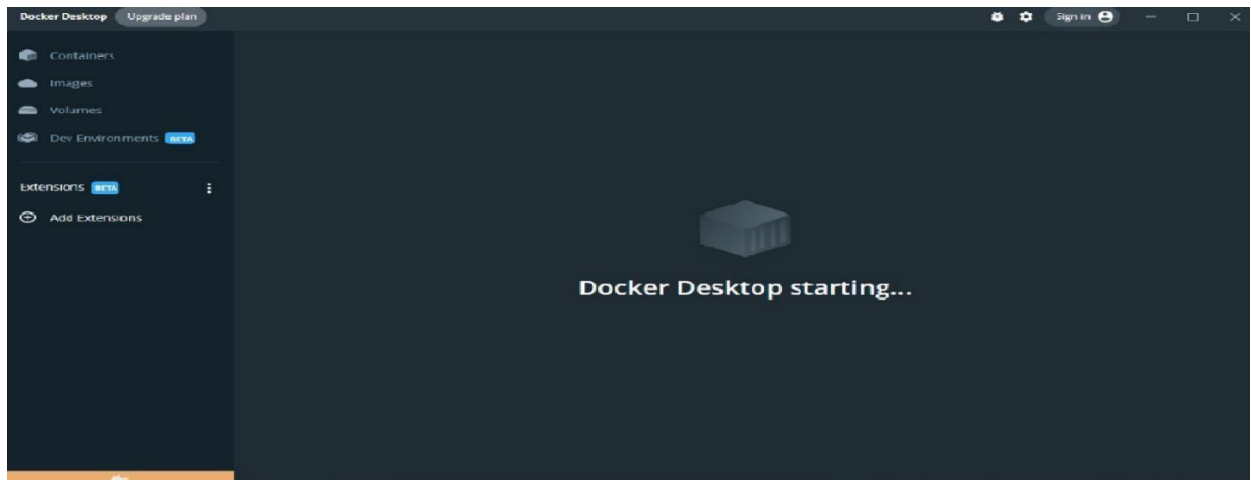 Docker Desktop Upgrade plan Sign in
Containers
Images
Volumes
Dev Environments BETA
Extensions BETA
Add Extensions
Docker Desktop starting...